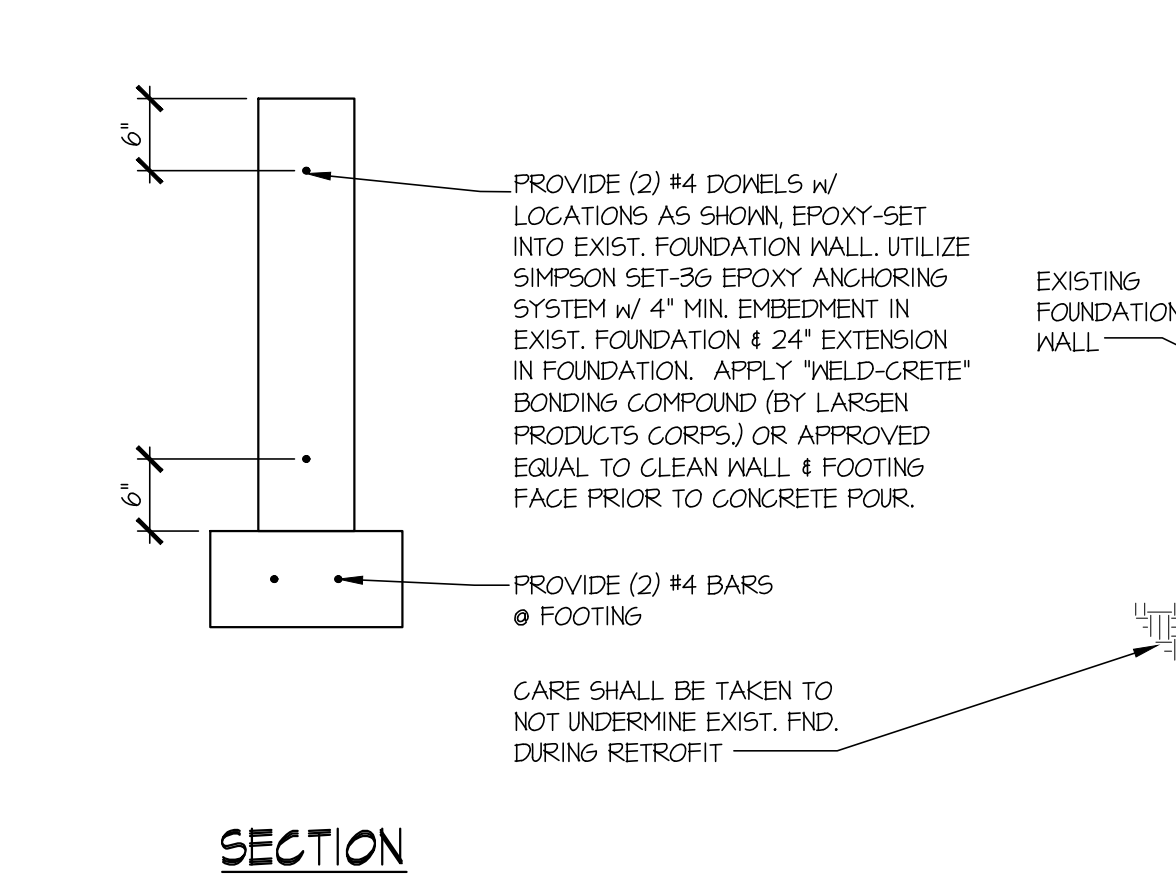 6"
PROVIDE (2) #4 DOWELS w/
LOCATIONS AS SHOWN, EPOXY-SET
INTO EXIST. FOUNDATION WALL. UTILIZE
SIMPSON SET-3G EPOXY ANCHORING
SYSTEM w/ 4" MIN. EMBEDMENT IN
EXIST. FOUNDATION & 24" EXTENSION
IN FOUNDATION. APPLY "WELD-CRETE"
BONDING COMPOUND (BY LARSEN
PRODUCTS CORPS.) OR APPROVED
EQUAL TO CLEAN WALL & FOOTING
FACE PRIOR TO CONCRETE POUR.
EXISTING
FOUNDATION
WALL
6"
PROVIDE (2) #4 BARS
@ FOOTING
CARE SHALL BE TAKEN TO
NOT UNDERMINE EXIST. FND.
DURING RETROFIT
SECTION